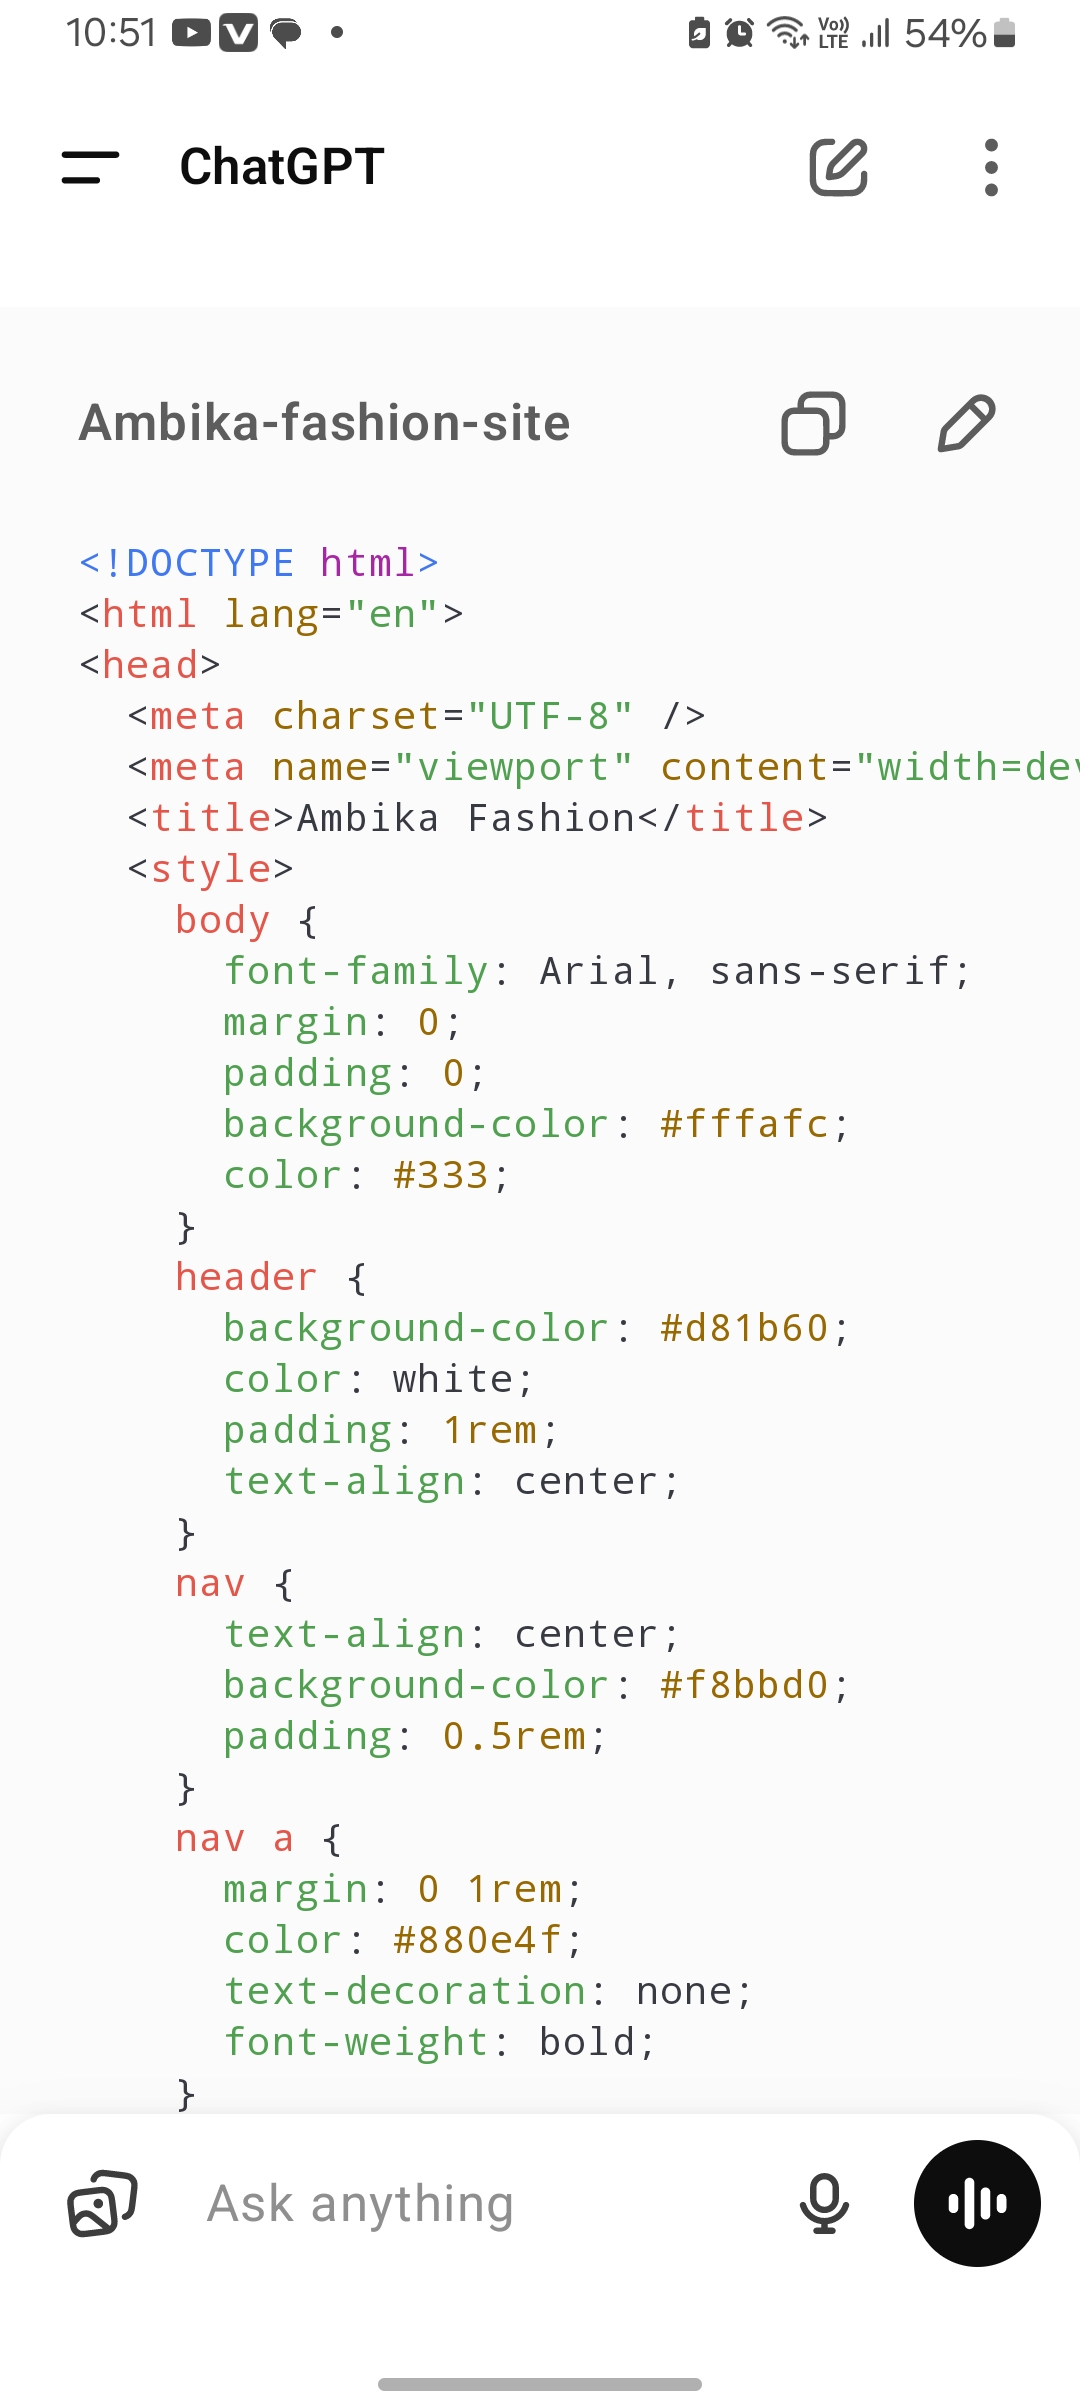 10:51 Vo)) LTE 54%
ChatGPT
Ambika-fashion-site
<!DOCTYPE html>
<html lang="en">
<head>
  <meta charset="UTF-8" />
  <meta name="viewport" content="width=dev
  <title>Ambika Fashion</title>
  <style>
    body {
      font-family: Arial, sans-serif;
      margin: 0;
      padding: 0;
      background-color: #fffafc;
      color: #333;
    }
    header {
      background-color: #d81b60;
      color: white;
      padding: 1rem;
      text-align: center;
    }
    nav {
      text-align: center;
      background-color: #f8bbd0;
      padding: 0.5rem;
    }
    nav a {
      margin: 0 1rem;
      color: #880e4f;
      text-decoration: none;
      font-weight: bold;
    }
Ask anything